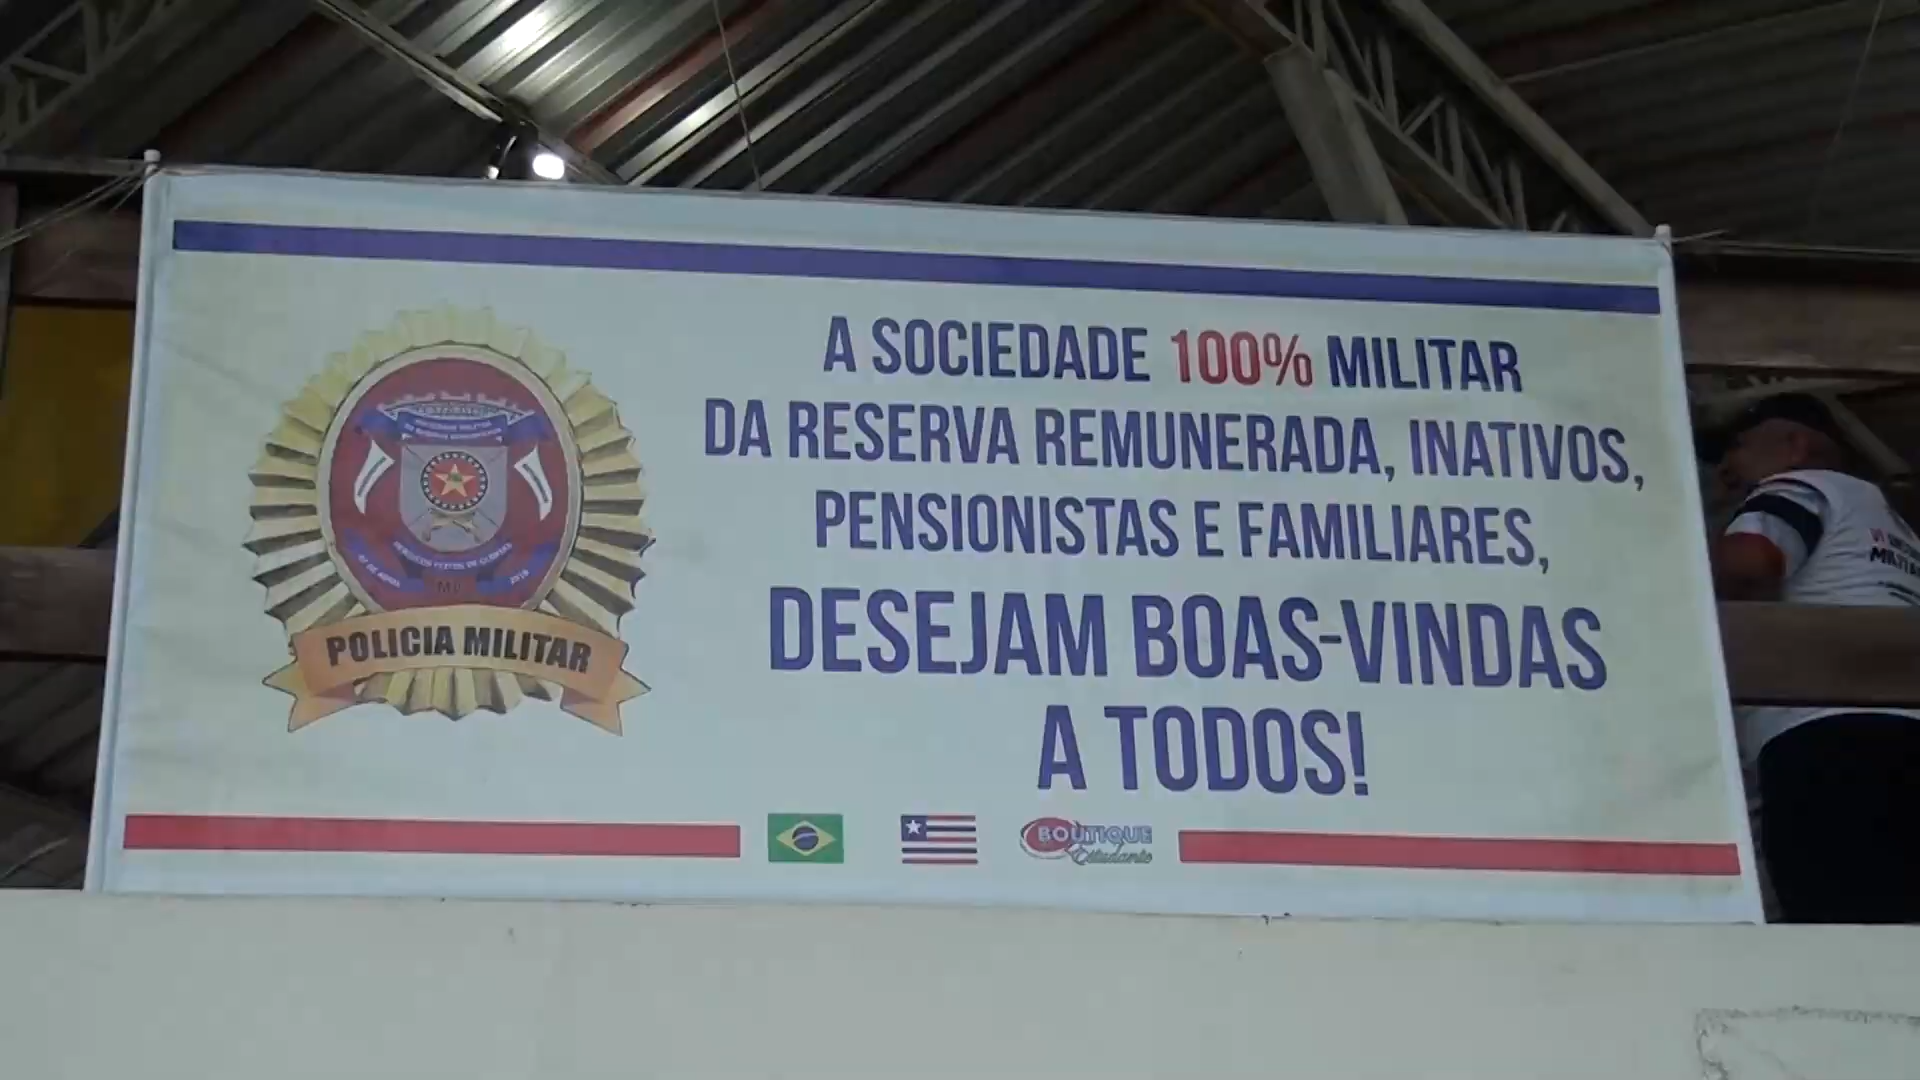 A SOCIEDADE 100% MILITAR
DA RESERVA REMUNERADA, INATIVOS,
PENSIONISTAS E FAMILIARES,
DESEJAM BOAS-VINDAS
A TODOS!
POLICIA MILITAR
BOUTIQUE
Estudante